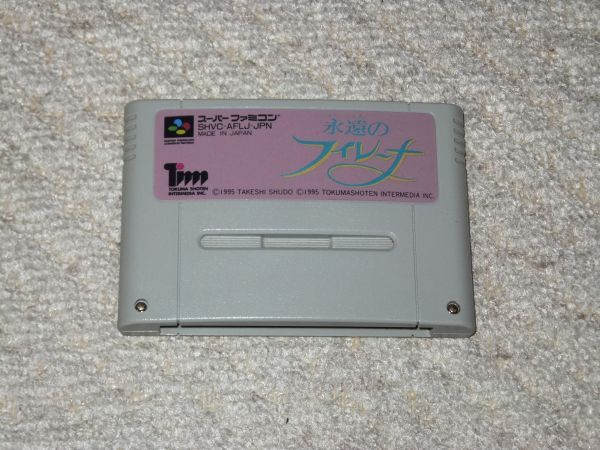 スーパーファミコン
SHVC-AFLJ-JPN
MADE IN JAPAN
永遠の
フィレーナ
Tim
TOKUMA SHOTEN
INTERMEDIA INC.
©1995 TAKESHI SHUDO ©1995 TOKUMASHOTEN INTERMEDIA INC.